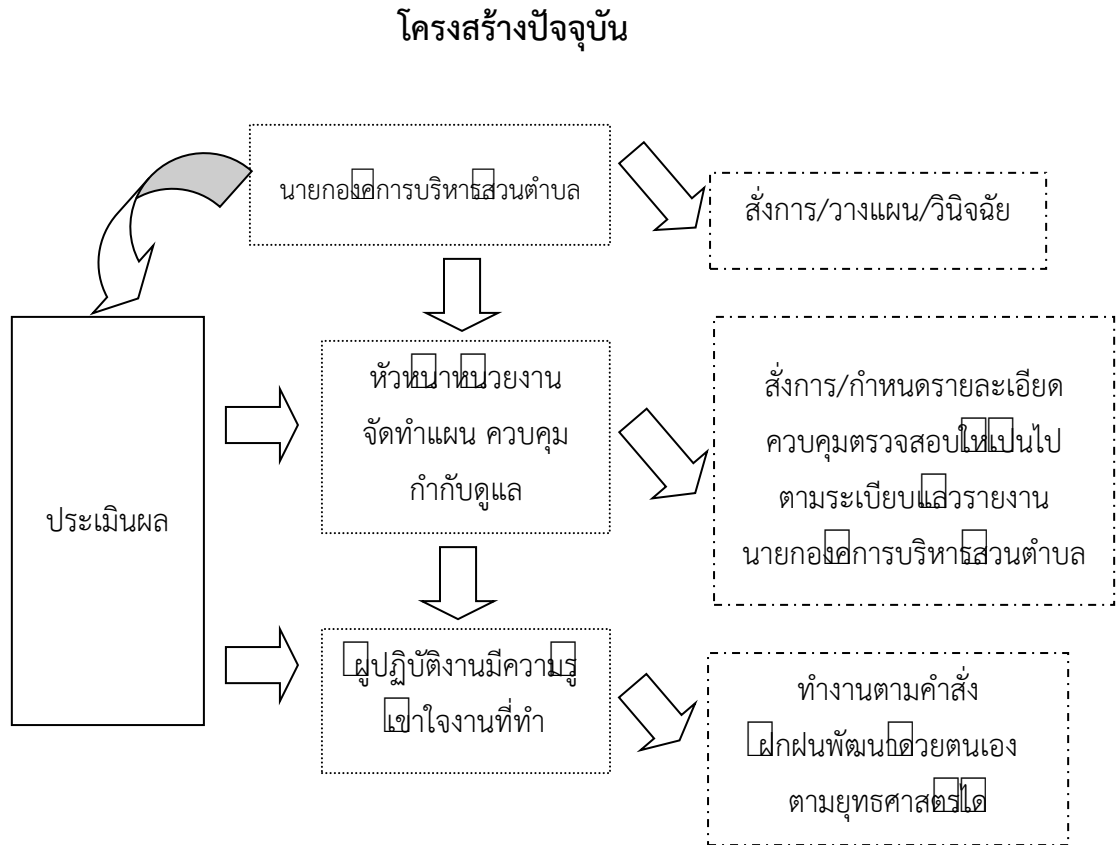 โครงสร้างปัจจุบัน
นายกองคการบริหารสวนตำบล
สั่งการ/วางแผน/วินิจฉัย
หัวหนาหนวยงาน
จัดทำแผน ควบคุม
กำกับดูแล
สั่งการ/กำหนดรายละเอียด
ควบคุมตรวจสอบใหเปนไป
ตามระเบียบแลวรายงาน
นายกองคการบริหารสวนตำบล
ประเมินผล
ผูปฏิบัติงานมีความรู
เขาใจงานที่ทำ
ทำงานตามคำสั่ง
ฝกฝนพัฒนาดวยตนเอง
ตามยุทธศาสตรได